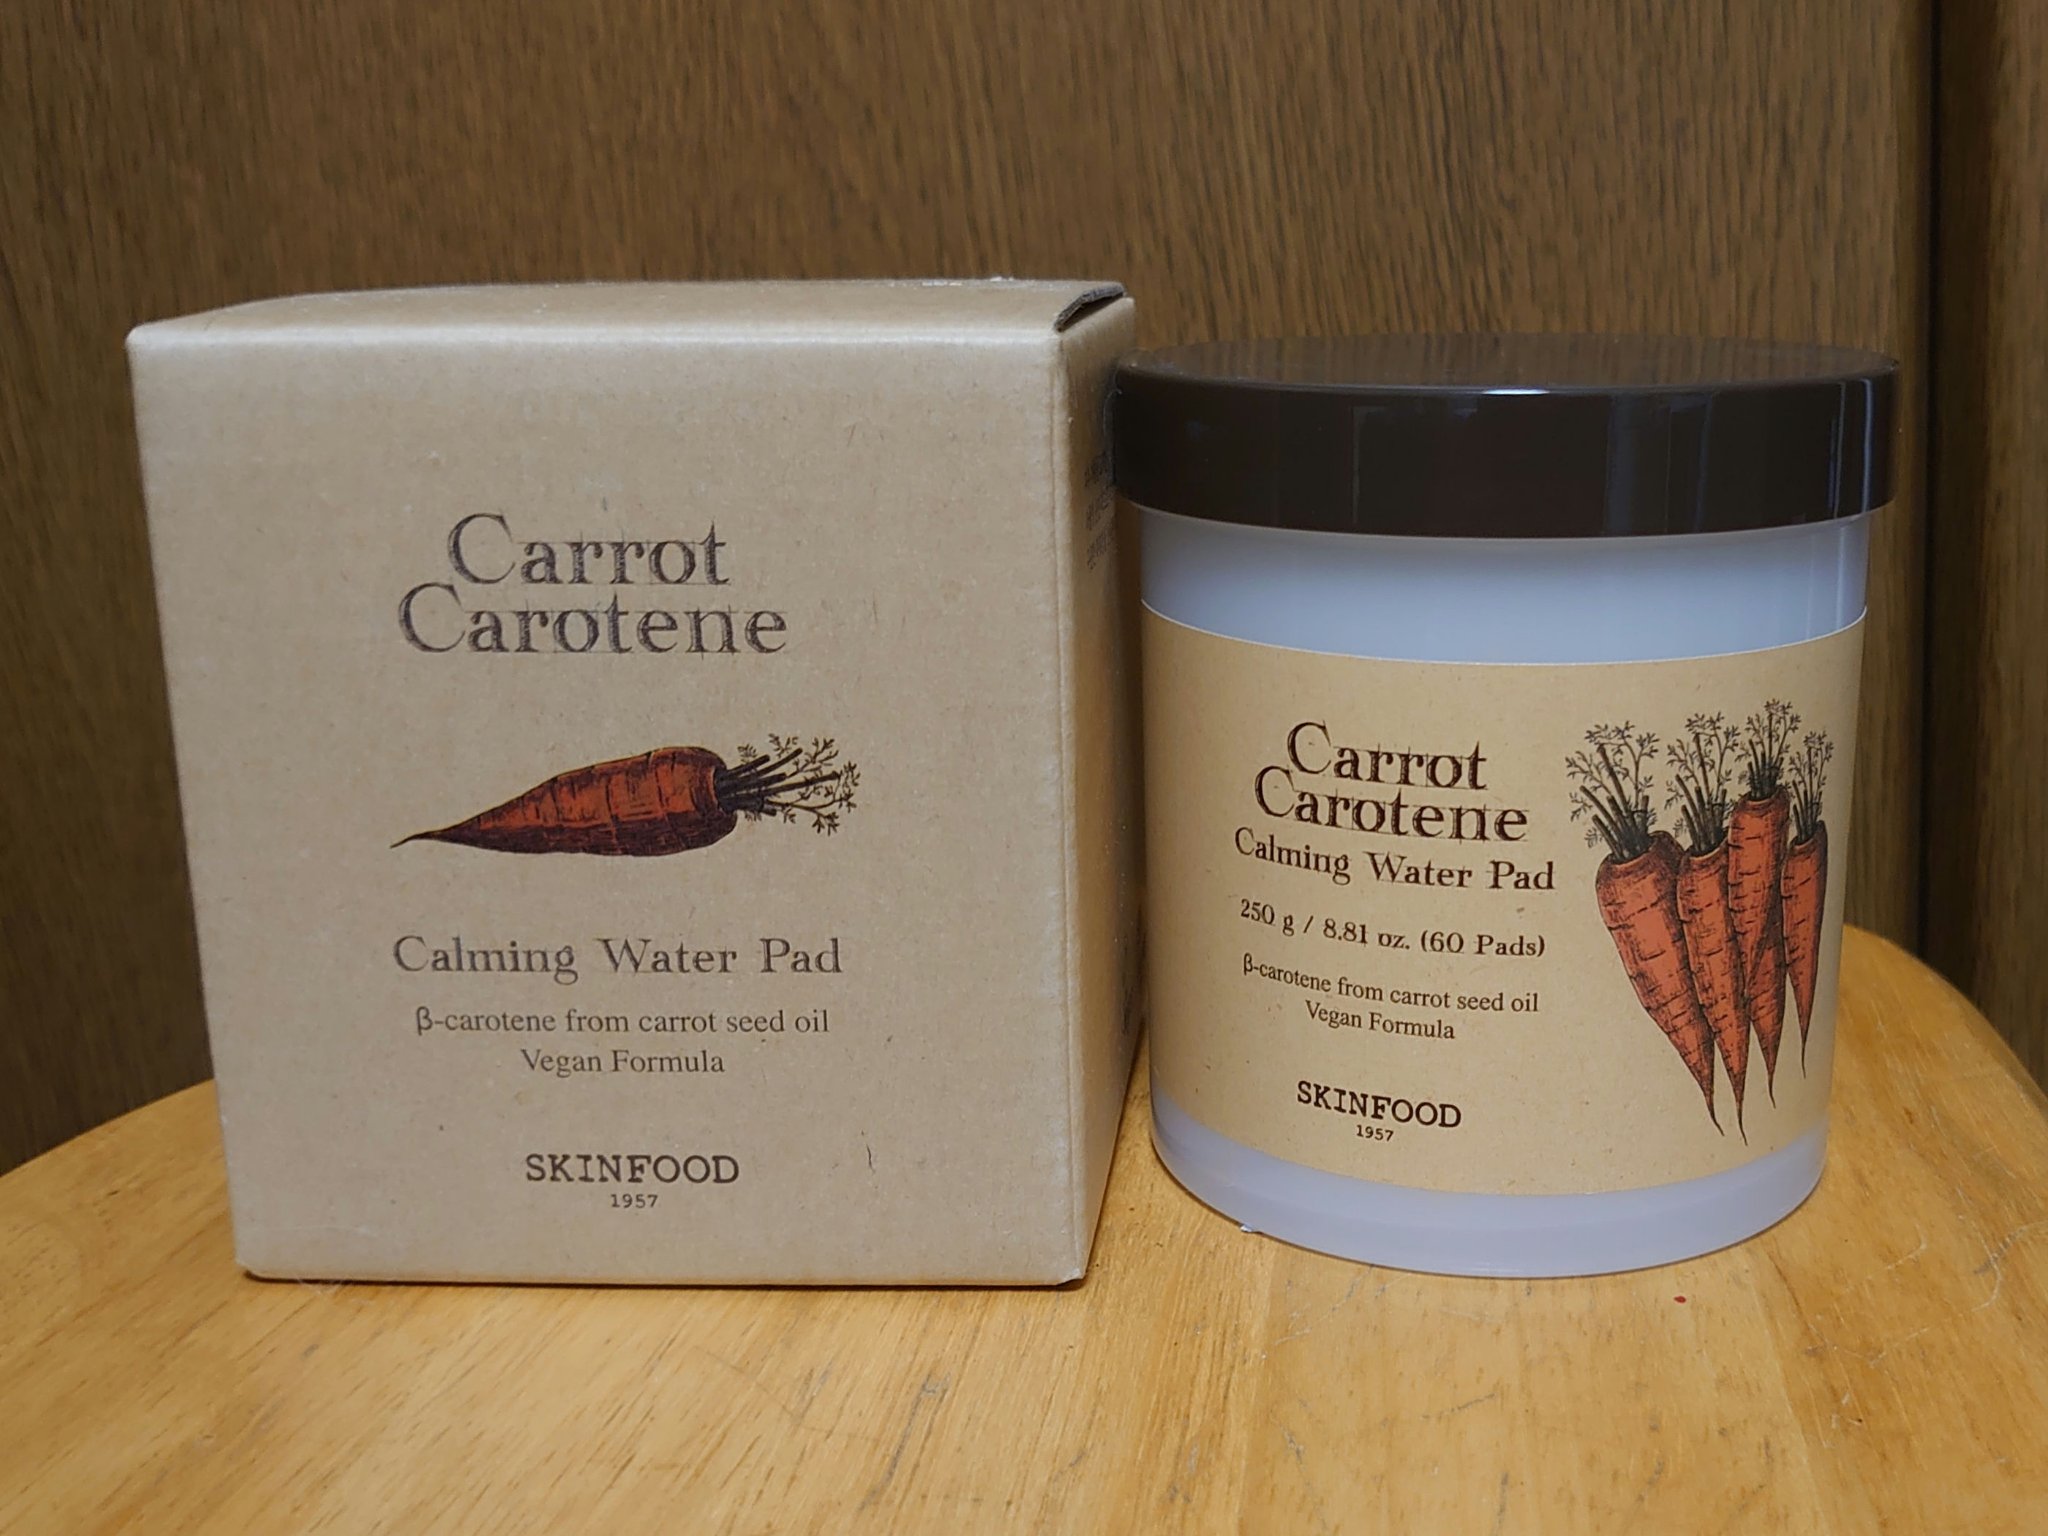 Carrot
Carotene
Calming Water Pad
β-carotene from carrot seed oil
Vegan Formula
SKINFOOD
1957
Carrot
Carotene
Calming Water Pad
250 g / 8.81 oz. (60 Pads)
β-carotene from carrot seed oil
Vegan Formula
SKINFOOD
1957